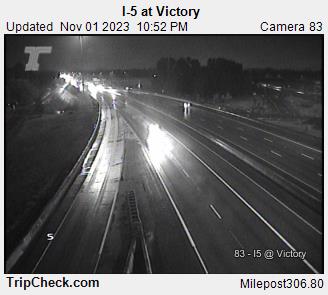 I-5 at Victory
Updated Nov 01 2023 10:52 PM Camera 83
T
S
83 - I5 @ Victory
TripCheck.com Milepost306.80